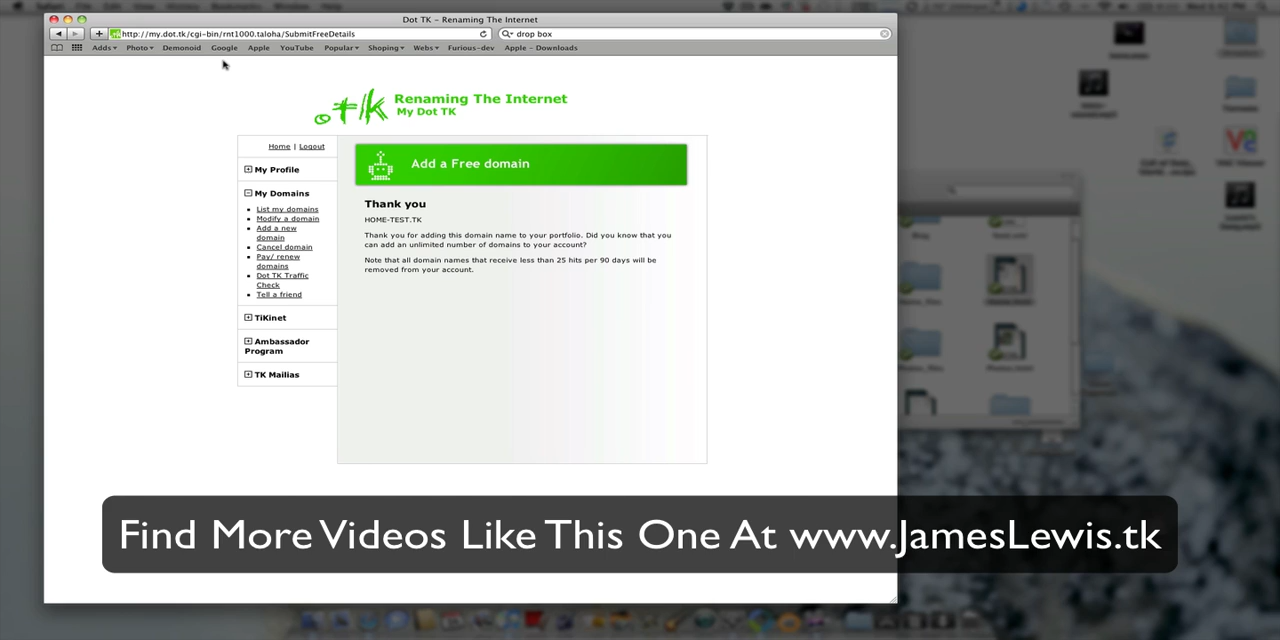 Dot TK – Renaming The Internet
http://my.dot.tk/cgi-bin/rnt1000.taloha/SubmitFreeDetails
drop box
Adds Photo Demonoid Google Apple YouTube Popular Shoping Webs Furious-dev Apple - Downloads
.tk
Renaming The Internet
My Dot TK
Home | Logout
My Profile
My Domains
List my domains
Modify a domain
Add a new
domain
Cancel domain
Pay/ renew
domains
Dot TK Traffic
Check
Tell a friend
TiKinet
Ambassador
Program
TK Mailias
Add a Free domain
Thank you
HOME-TEST.TK
Thank you for adding this domain name to your portfolio. Did you know that you
can add an unlimited number of domains to your account?
Note that all domain names that receive less than 25 hits per 90 days will be
removed from your account.
Find More Videos Like This One At www.JamesLewis.tk